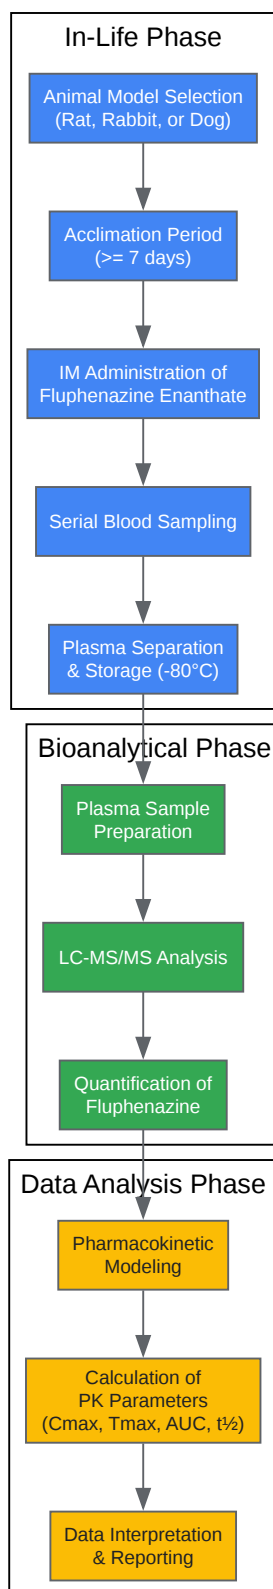 In-Life Phase
Animal Model Selection
(Rat, Rabbit, or Dog)
Acclimation Period
(>= 7 days)
IM Administration of
Fluphenazine Enanthate
Serial Blood Sampling
Plasma Separation
& Storage (-80°C)
Bioanalytical Phase
Plasma Sample
Preparation
LC-MS/MS Analysis
Quantification of
Fluphenazine
Data Analysis Phase
Pharmacokinetic
Modeling
Calculation of
PK Parameters
(Cmax, Tmax, AUC, t½)
Data Interpretation
& Reporting